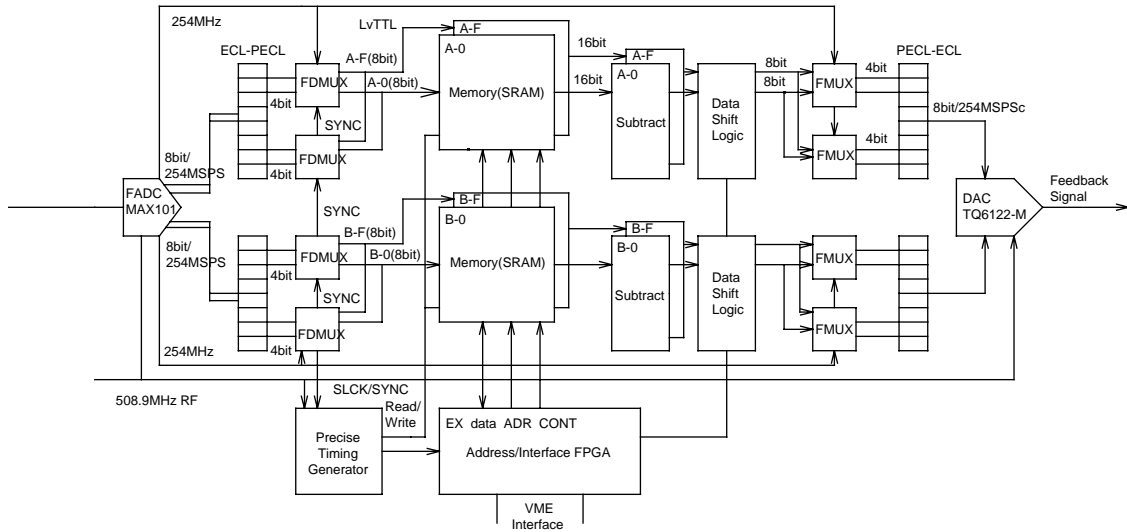 254MHz
LvTTL
ECL-PECL
A-F
A-0
Memory(SRAM)
16bit
16bit
A-F
A-0
Subtract
PECL-ECL
FDMUX
A-F(8bit)
A-0(8bit)
4bit
SYNC
FDMUX
4bit
8bit
8bit
Data
Shift
Logic
FMUX
4bit
FMUX
4bit
8bit/254MSPSc
8bit/
254MSPS
FADC
MAX101
8bit/
254MSPS
SYNC
DAC
TQ6122-M
Feedback
Signal
B-F
B-0
Memory(SRAM)
B-F
B-0
Subtract
B-F(8bit)
B-0(8bit)
FDMUX
4bit
SYNC
FDMUX
4bit
Data
Shift
Logic
FMUX
FMUX
254MHz
508.9MHz RF
SLCK/SYNC
Read/
Write
Precise
Timing
Generator
EX data ADR CONT
Address/Interface FPGA
VME
Interface